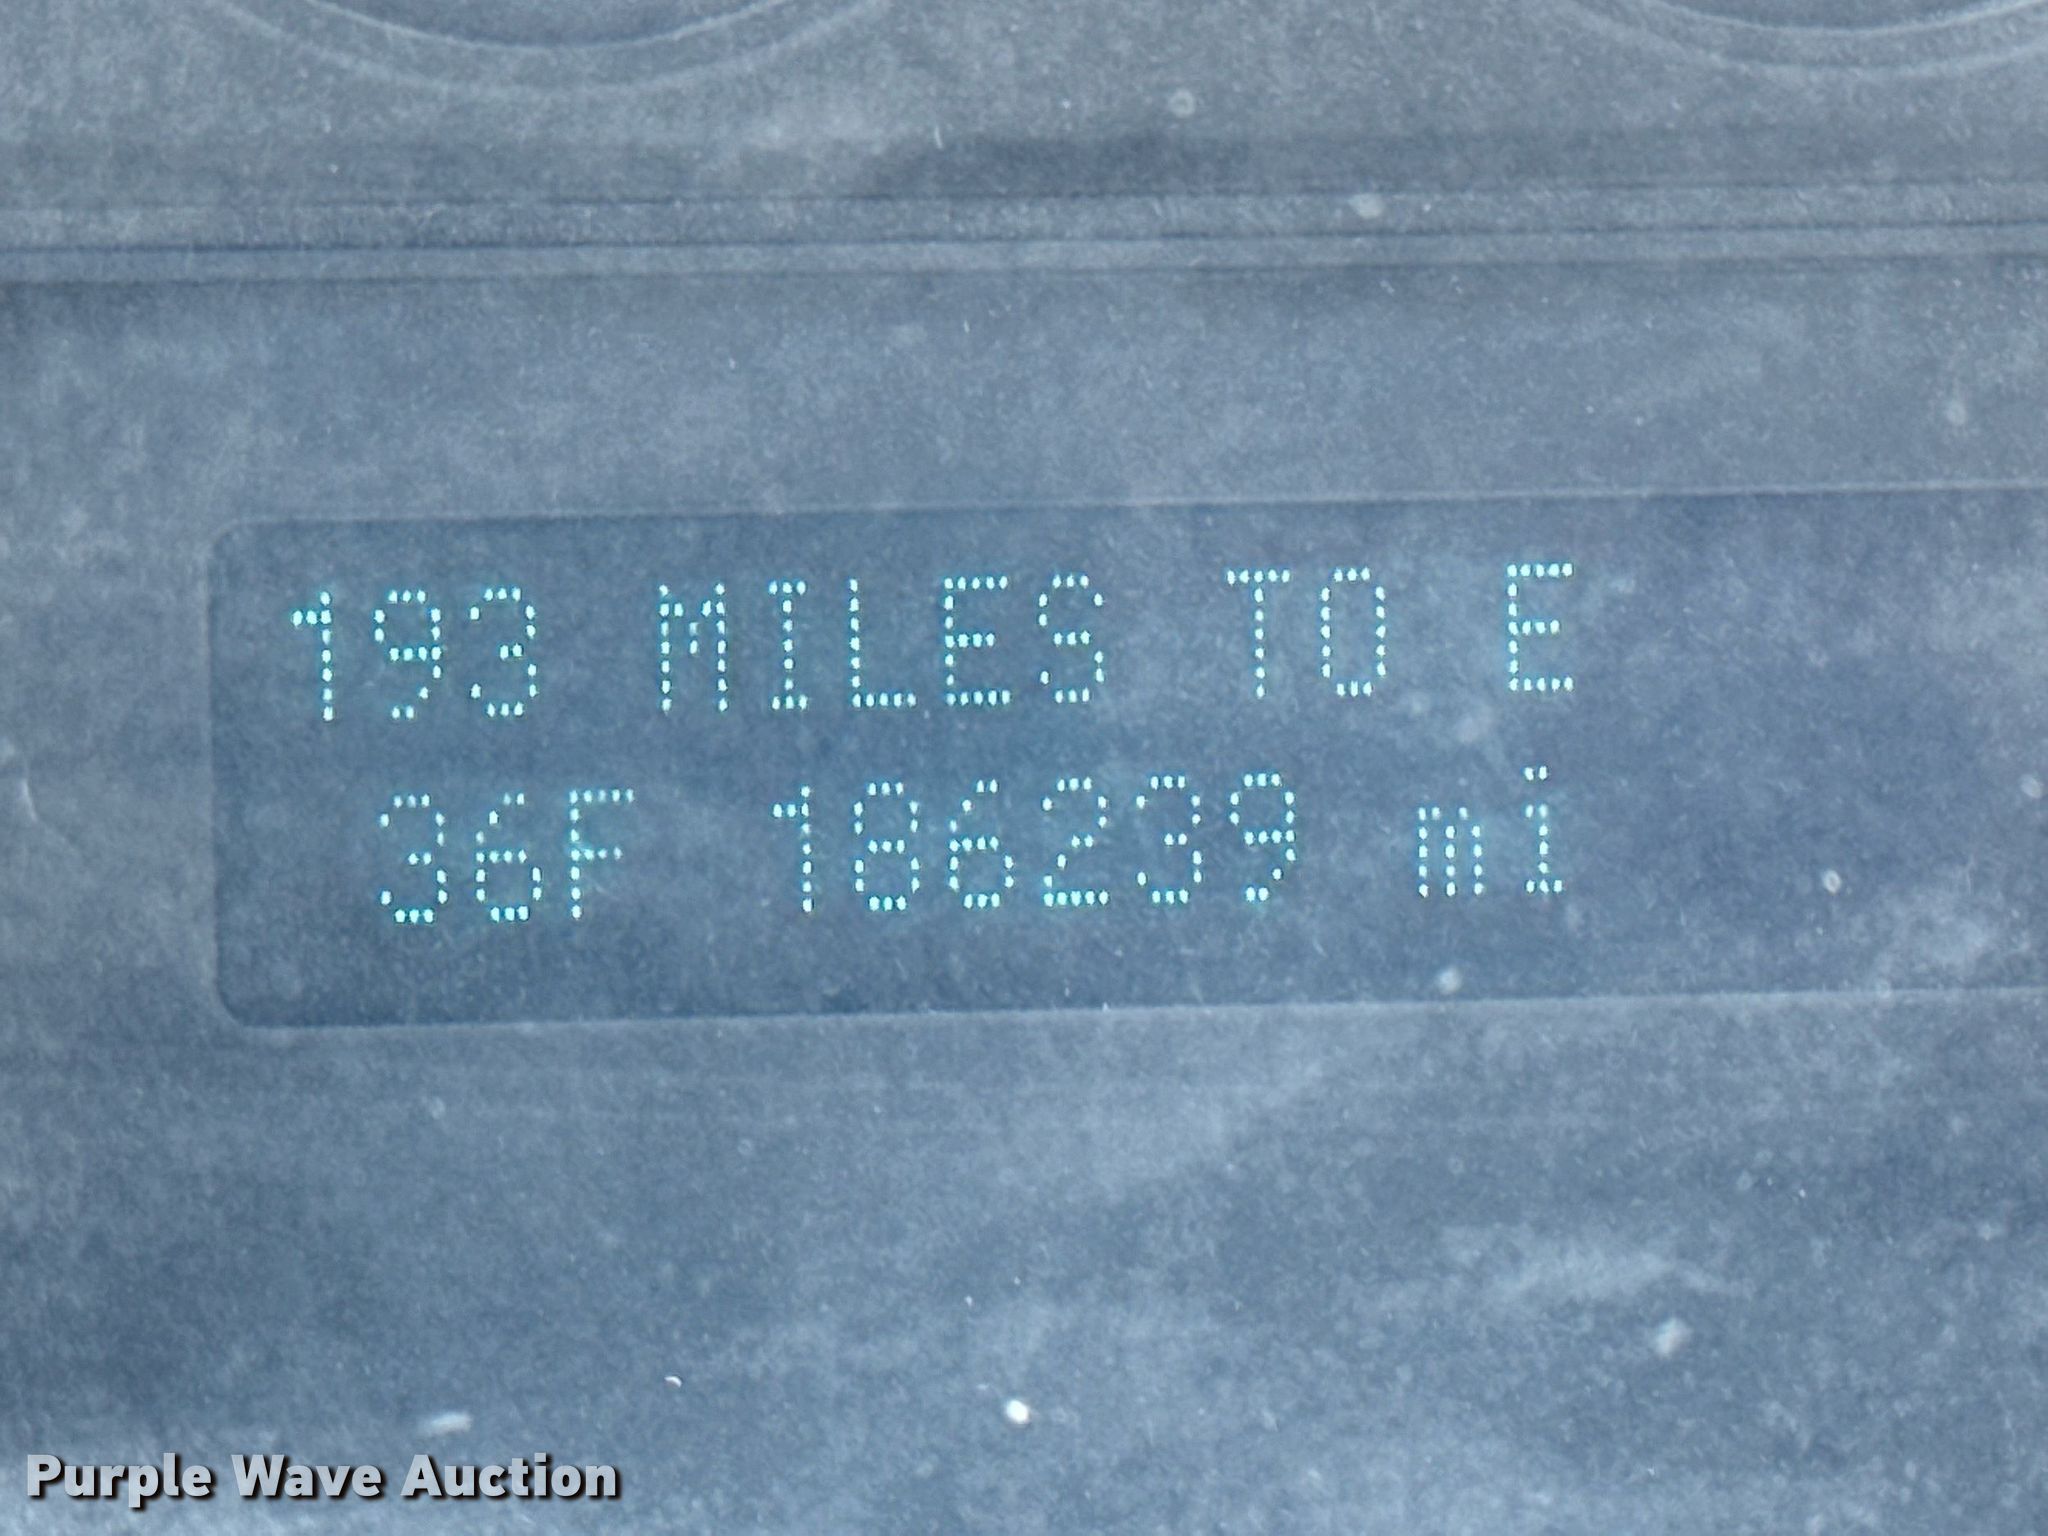 193 MILES TO E
36F 186239 mi
Purple Wave Auction